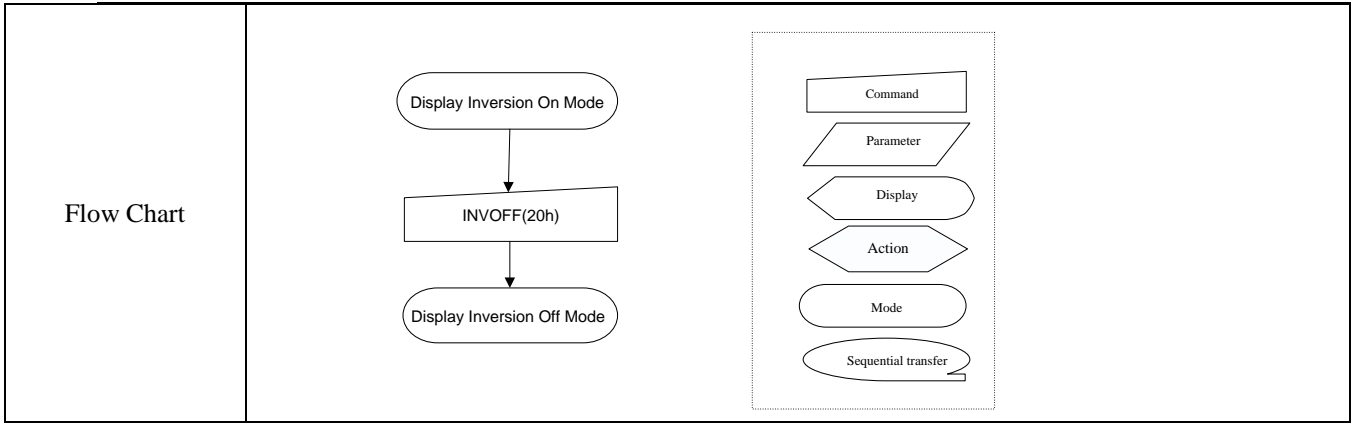 Flow Chart
Display Inversion On Mode
INVOFF(20h)
Display Inversion Off Mode
Command
Parameter
Display
Action
Mode
Sequential transfer